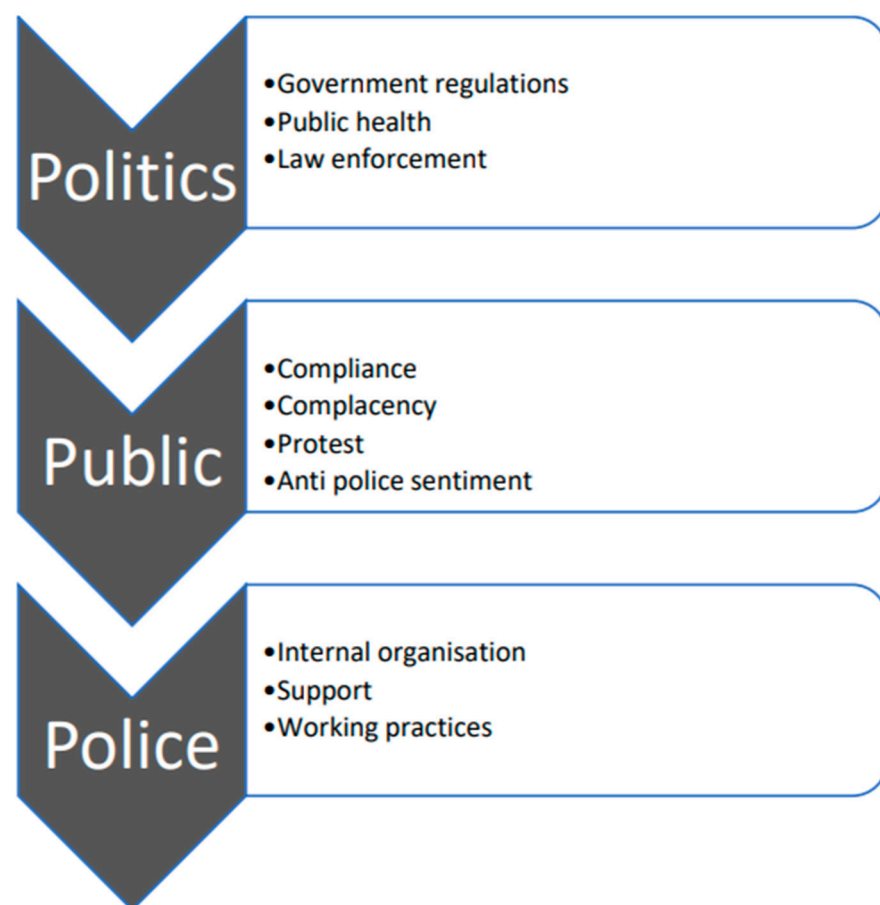 Politics
•Government regulations
•Public health
•Law enforcement
Public
•Compliance
•Complacency
•Protest
•Anti police sentiment
Police
•Internal organisation
•Support
•Working practices